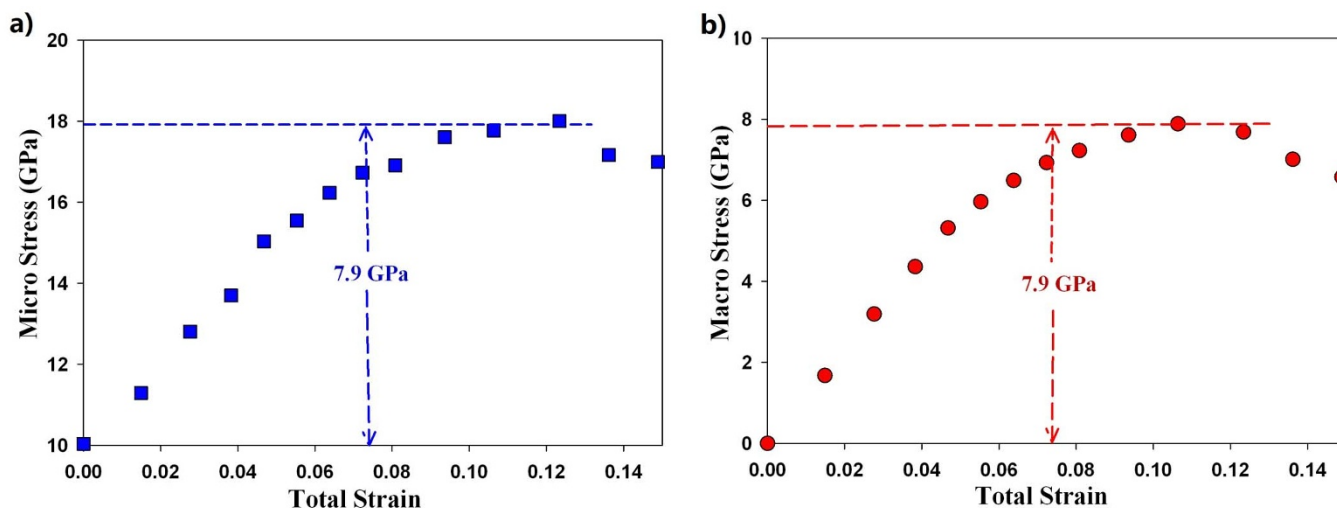 a)
20
18
16
14
12
10
Micro Stress (GPa)
7.9 GPa
0.00 0.02 0.04 0.06 0.08 0.10 0.12 0.14
Total Strain
b)
10
8
6
4
2
0
Macro Stress (GPa)
7.9 GPa
0.00 0.02 0.04 0.06 0.08 0.10 0.12 0.14
Total Strain